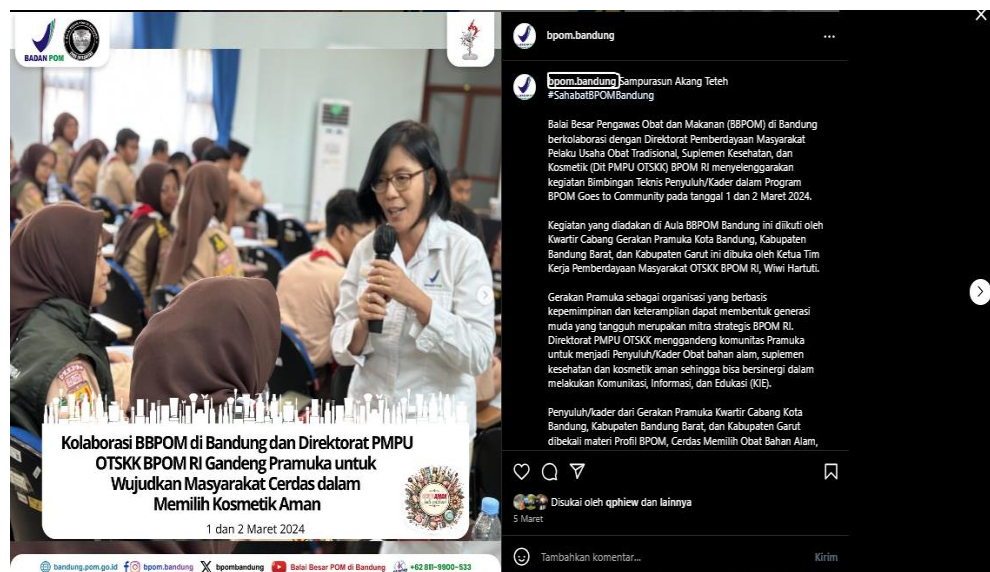 BADAN POM
Kolaborasi BBPOM di Bandung dan Direktorat PMPU
OTSKK BPOM RI Gandeng Pramuka untuk
Wujudkan Masyarakat Cerdas dalam
Memilih Kosmetik Aman
1 dan 2 Maret 2024
bandung.pom.go.id
bpom.bandung
bpombandung
Balai Besar POM di Bandung
+62 811-9900-533
bpom.bandung
bpom.bandung Sampurasun Akang Teteh
#SahabatBPOMBandung
Balai Besar Pengawas Obat dan Makanan (BBPOM) di Bandung
berkolaborasi dengan Direktorat Pemberdayaan Masyarakat
Pelaku Usaha Obat Tradisional, Suplemen Kesehatan, dan
Kosmetik (Dit PMPU OTSKK) BPOM RI menyelenggarakan
kegiatan Bimbingan Teknis Penyuluh/Kader dalam Program
BPOM Goes to Community pada tanggal 1 dan 2 Maret 2024.
Kegiatan yang diadakan di Aula BBPOM Bandung ini diikuti oleh
Kwartir Cabang Gerakan Pramuka Kota Bandung, Kabupaten
Bandung Barat, dan Kabupaten Garut ini dibuka oleh Ketua Tim
Kerja Pemberdayaan Masyarakat OTSKK BPOM RI, Wiwi Hartuti.
Gerakan Pramuka sebagai organisasi yang berbasis
kepemimpinan dan keterampilan dapat membentuk generasi
muda yang tangguh merupakan mitra strategis BPOM RI.
Direktorat PMPU OTSKK menggandeng komunitas Pramuka
untuk menjadi Penyuluh/Kader Obat bahan alam, suplemen
kesehatan dan kosmetik aman sehingga bisa bersinergi dalam
melakukan Komunikasi, Informasi, dan Edukasi (KIE).
Penyuluh/kader dari Gerakan Pramuka Kwartir Cabang Kota
Bandung, Kabupaten Bandung Barat, dan Kabupaten Garut
dibekali materi Profil BPOM, Cerdas Memilih Obat Bahan Alam,
Disukai oleh qphiew dan lainnya
5 Maret
Tambahkan komentar...
Kirim